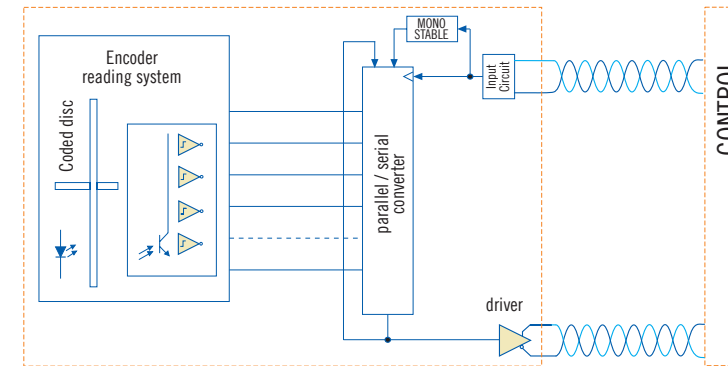 MONO
STABLE
Encoder
reading system
Input
Circuit
Coded disc
parallel / serial
converter
CONTROL
driver